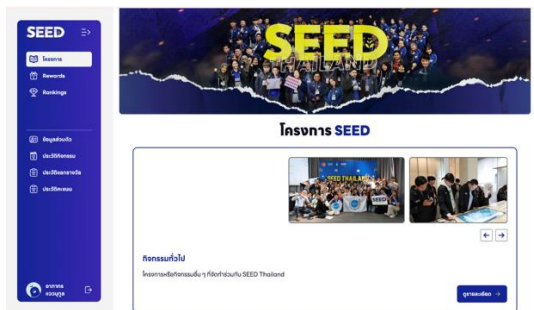 SEED
โครงการ
Rewards
Rankings
ข้อมูลส่วนตัว
ประวัติกิจกรรม
ประวัติแลกรางวัล
ประวัติคะแนน
SEED
THAILAND
โครงการ SEED
SEED THAILAND
SEED
กิจกรรมทั่วไป
โครงการหรือกิจกรรมอื่น ๆ ที่จัดทำร่วมกับ SEED Thailand
ดูรายละเอียด